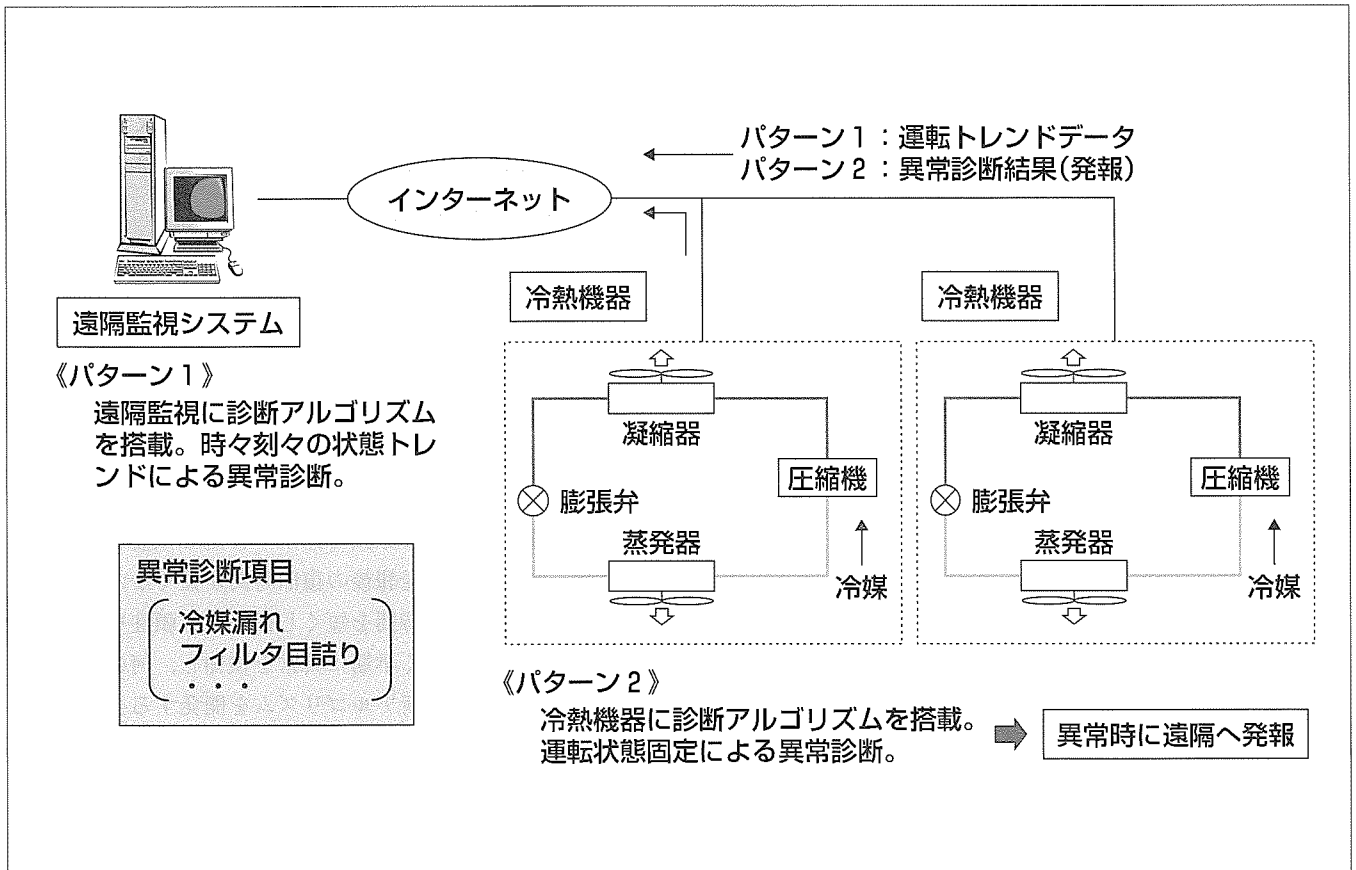 パターン1：運転トレンドデータ
パターン2：異常診断結果(発報)
インターネット
遠隔監視システム
《パターン1》
遠隔監視に診断アルゴリズム
を搭載。時々刻々の状態トレ
ンドによる異常診断。
異常診断項目
冷媒漏れ
フィルタ目詰り
・・・
冷熱機器
凝縮器
圧縮機
膨張弁
蒸発器
冷媒
冷熱機器
凝縮器
圧縮機
膨張弁
蒸発器
冷媒
《パターン2》
冷熱機器に診断アルゴリズムを搭載。
運転状態固定による異常診断。
異常時に遠隔へ発報